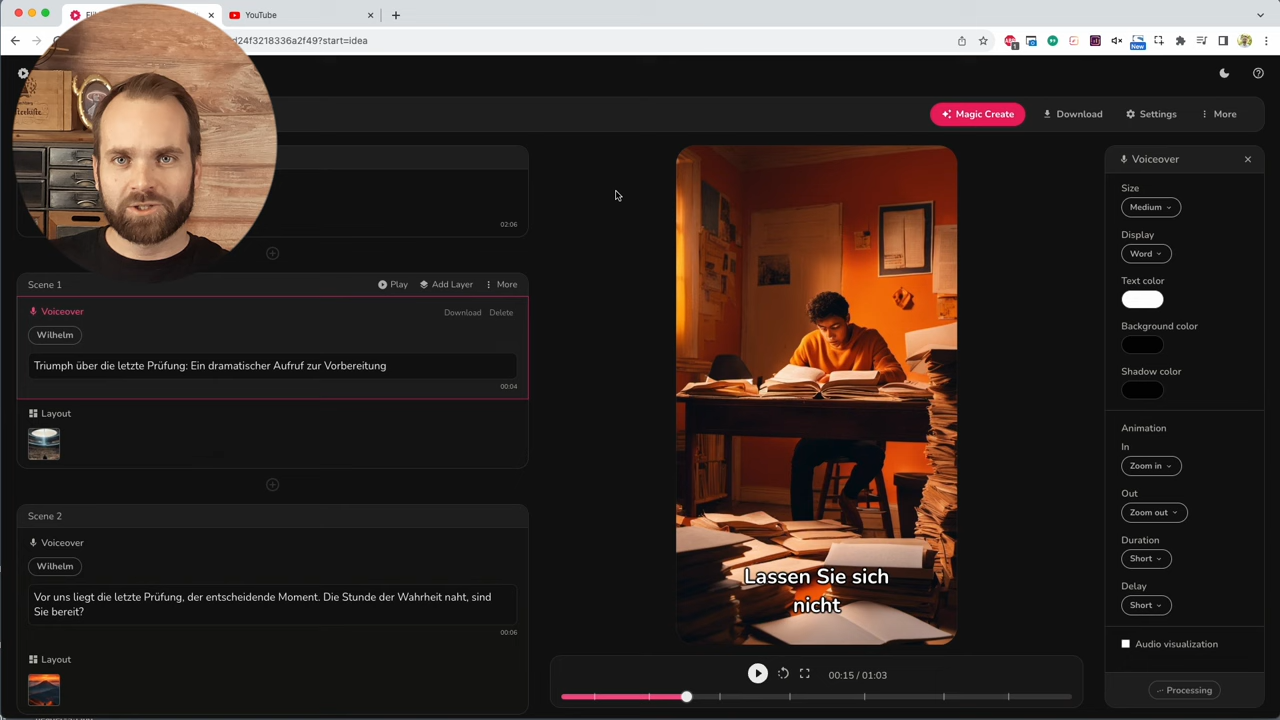 YouTube
d24f3218336a2f49?start=idea
New
Magic Create
Download
Settings
More
02:06
Scene 1
Play
Add Layer
More
Voiceover
Download
Delete
Wilhelm
Triumph über die letzte Prüfung: Ein dramatischer Aufruf zur Vorbereitung
00:04
Layout
Scene 2
Voiceover
Wilhelm
Vor uns liegt die letzte Prüfung, der entscheidende Moment. Die Stunde der Wahrheit naht, sind
Sie bereit?
00:06
Layout
Lassen Sie sich
nicht
00:15 / 01:03
Voiceover
Size
Medium
Display
Word
Text color
Background color
Shadow color
Animation
In
Zoom in
Out
Zoom out
Duration
Short
Delay
Short
Audio visualization
Processing